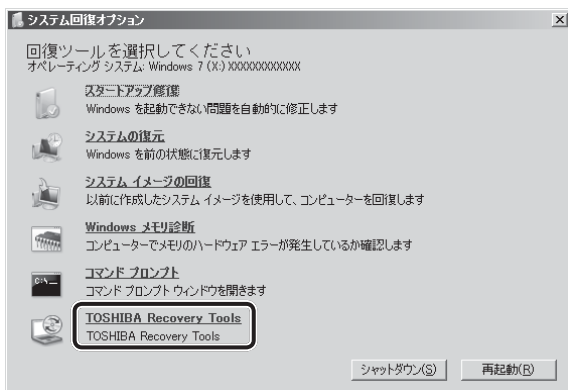 システム回復オプション
回復ツールを選択してください
オペレーティング システム: Windows 7 (X:) XXXXXXXXXXXX
スタートアップ修復
Windows を起動できない問題を自動的に修正します
システムの復元
Windows を前の状態に復元します
システム イメージの回復
以前に作成したシステム イメージを使用して、コンピューターを回復します
Windows メモリ診断
コンピューターでメモリのハードウェア エラーが発生しているか確認します
コマンド プロンプト
コマンド プロンプト ウィンドウを開きます
TOSHIBA Recovery Tools
TOSHIBA Recovery Tools
シャットダウン(S) 再起動(R)